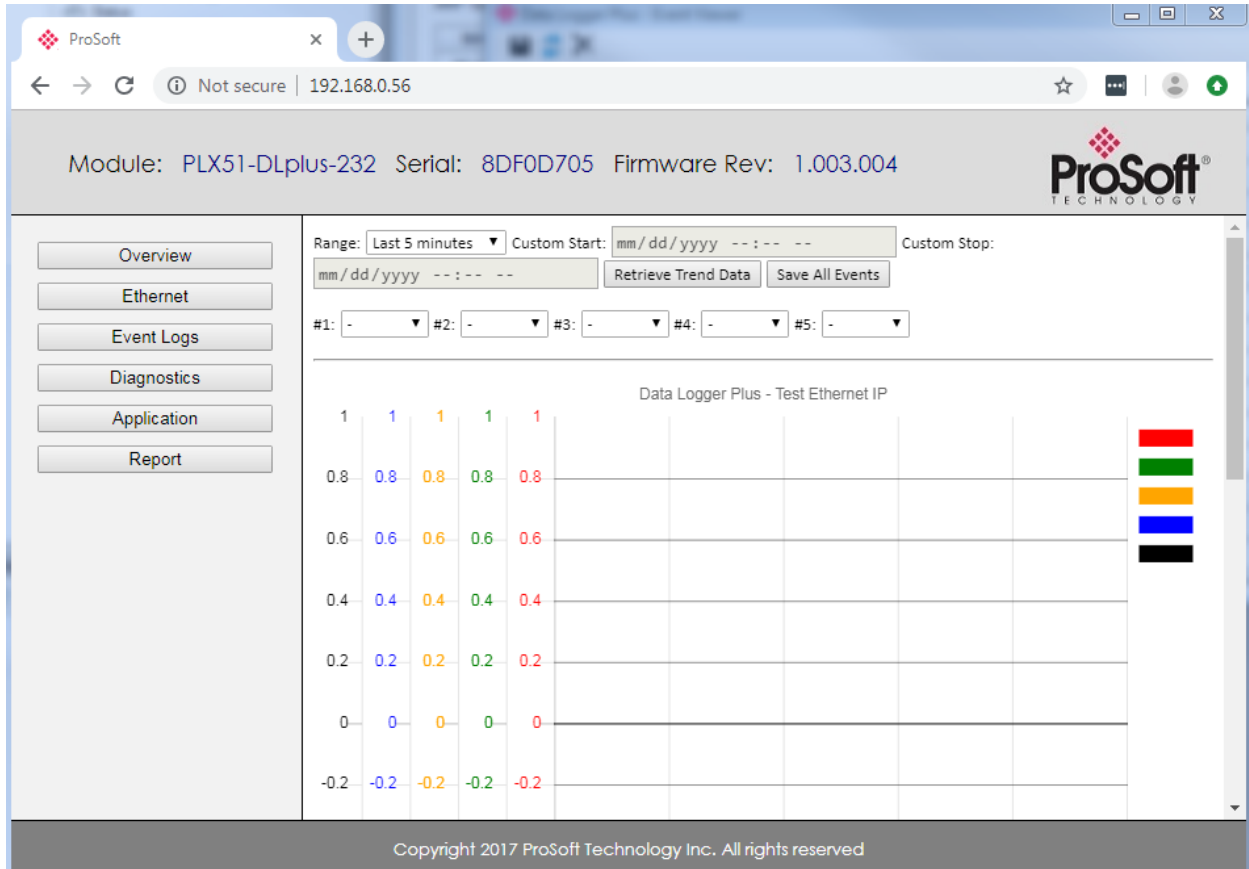 Data Logger Plus - Event Viewer
ProSoft
Not secure | 192.168.0.56
Module: PLX51-DLplus-232 Serial: 8DF0D705 Firmware Rev: 1.003.004
ProSoft®
TECHNOLOGY
Overview
Ethernet
Event Logs
Diagnostics
Application
Report
Range: Last 5 minutes Custom Start: mm/dd/yyyy --:-- -- Custom Stop:
mm/dd/yyyy --:-- -- Retrieve Trend Data Save All Events
#1: - #2: - #3: - #4: - #5: -
Data Logger Plus - Test Ethernet IP
1 1 1 1 1
0.8 0.8 0.8 0.8 0.8
0.6 0.6 0.6 0.6 0.6
0.4 0.4 0.4 0.4 0.4
0.2 0.2 0.2 0.2 0.2
0 0 0 0 0
-0.2 -0.2 -0.2 -0.2 -0.2
Copyright 2017 ProSoft Technology Inc. All rights reserved